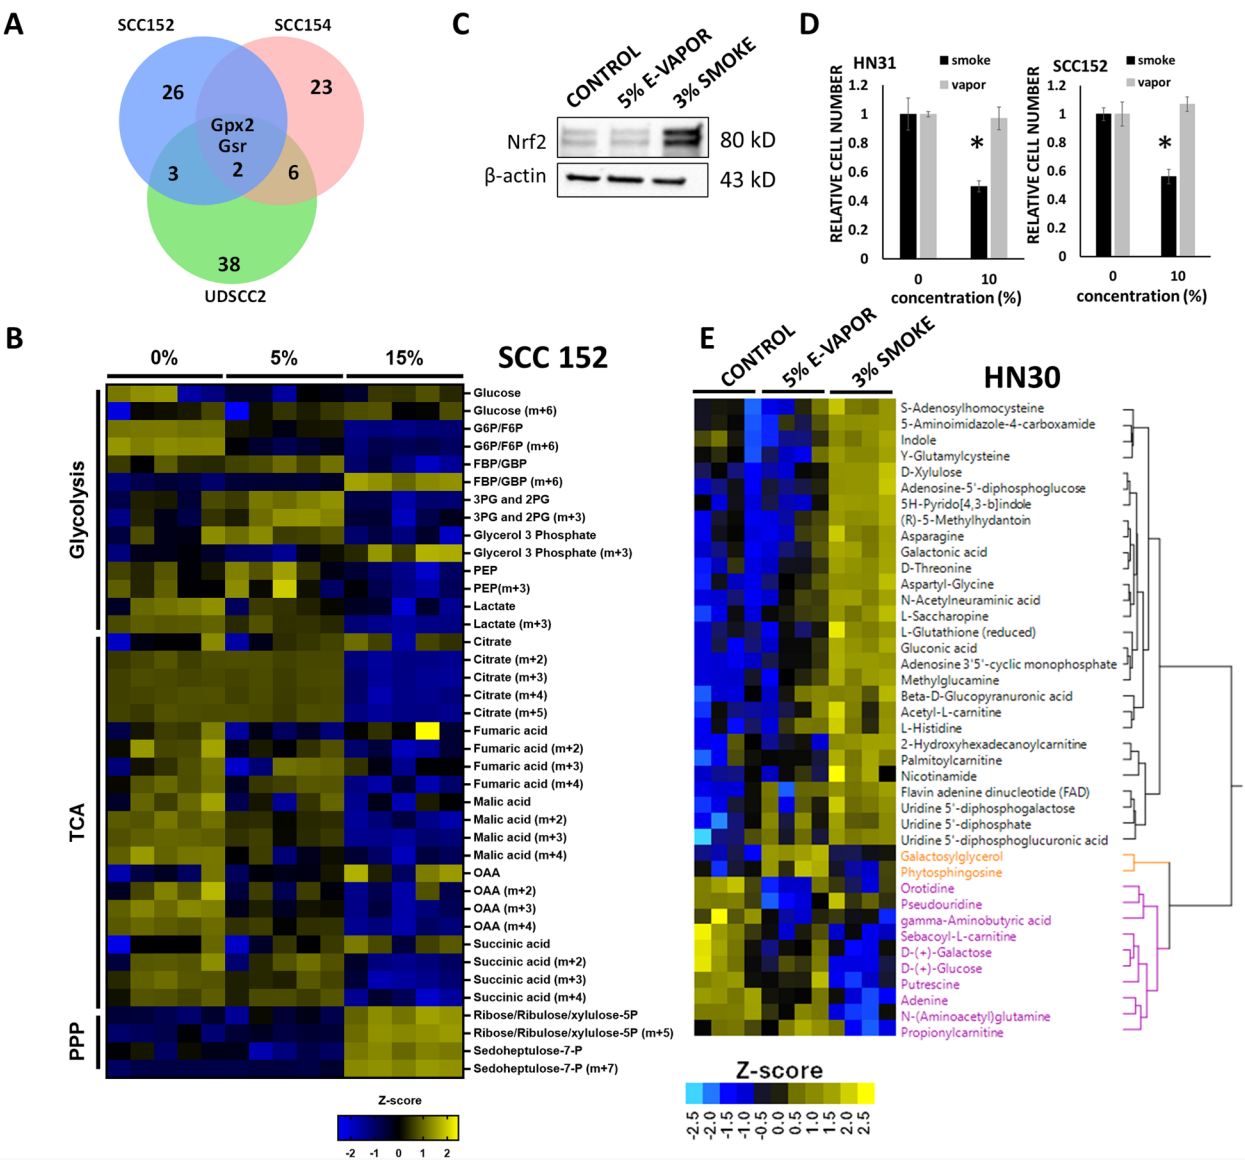 A
SCC152
SCC154
26
23
Gpx2
Gsr
3
2
6
38
UDSCC2
C
CONTROL
5% E-VAPOR
3% SMOKE
Nrf2
80 kD
β-actin
43 kD
D
HN31
smoke
vapor
RELATIVE CELL NUMBER
1.2
1
0.8
0.6
0.4
0.2
0
*
0
10
concentration (%)
SCC152
smoke
vapor
RELATIVE CELL NUMBER
1.2
1
0.8
0.6
0.4
0.2
0
*
0
10
concentration (%)
B
0%
5%
15%
SCC 152
Glycolysis
Glucose
Glucose (m+6)
G6P/F6P
G6P/F6P (m+6)
FBP/GBP
FBP/GBP (m+6)
3PG and 2PG
3PG and 2PG (m+3)
Glycerol 3 Phosphate
Glycerol 3 Phosphate (m+3)
PEP
PEP(m+3)
Lactate
Lactate (m+3)
TCA
Citrate
Citrate (m+2)
Citrate (m+3)
Citrate (m+4)
Citrate (m+5)
Fumaric acid
Fumaric acid (m+2)
Fumaric acid (m+3)
Fumaric acid (m+4)
Malic acid
Malic acid (m+2)
Malic acid (m+3)
Malic acid (m+4)
OAA
OAA (m+2)
OAA (m+3)
OAA (m+4)
Succinic acid
Succinic acid (m+2)
Succinic acid (m+3)
Succinic acid (m+4)
PPP
Ribose/Ribulose/xylulose-5P
Ribose/Ribulose/xylulose-5P (m+5)
Sedoheptulose-7-P
Sedoheptulose-7-P (m+7)
Z-score
-2 -1 0 1 2
E
CONTROL
5% E-VAPOR
3% SMOKE
HN30
S-Adenosylhomocysteine
5-Aminoimidazole-4-carboxamide
Indole
Y-Glutamylcysteine
D-Xylulose
Adenosine-5'-diphosphoglucose
5H-Pyrido[4,3-b]indole
(R)-5-Methylhydantoin
Asparagine
Galactonic acid
D-Threonine
Aspartyl-Glycine
N-Acetylneuraminic acid
L-Saccharopine
L-Glutathione (reduced)
Gluconic acid
Adenosine 3'5'-cyclic monophosphate
Methylglucamine
Beta-D-Glucopyranuronic acid
Acetyl-L-carnitine
L-Histidine
2-Hydroxyhexadecanoylcarnitine
Palmitoylcarnitine
Nicotinamide
Flavin adenine dinucleotide (FAD)
Uridine 5'-diphosphogalactose
Uridine 5'-diphosphate
Uridine 5'-diphosphoglucuronic acid
Galactosylglycerol
Phytosphingosine
Orotidine
Pseudouridine
gamma-Aminobutyric acid
Sebacoyl-L-carnitine
D-(+)-Galactose
D-(+)-Glucose
Putrescine
Adenine
N-(Aminoacetyl)glutamine
Propionylcarnitine
Z-score
-2.5 -2.0 -1.5 -1.0 -0.5 0.0 0.5 1.0 1.5 2.0 2.5